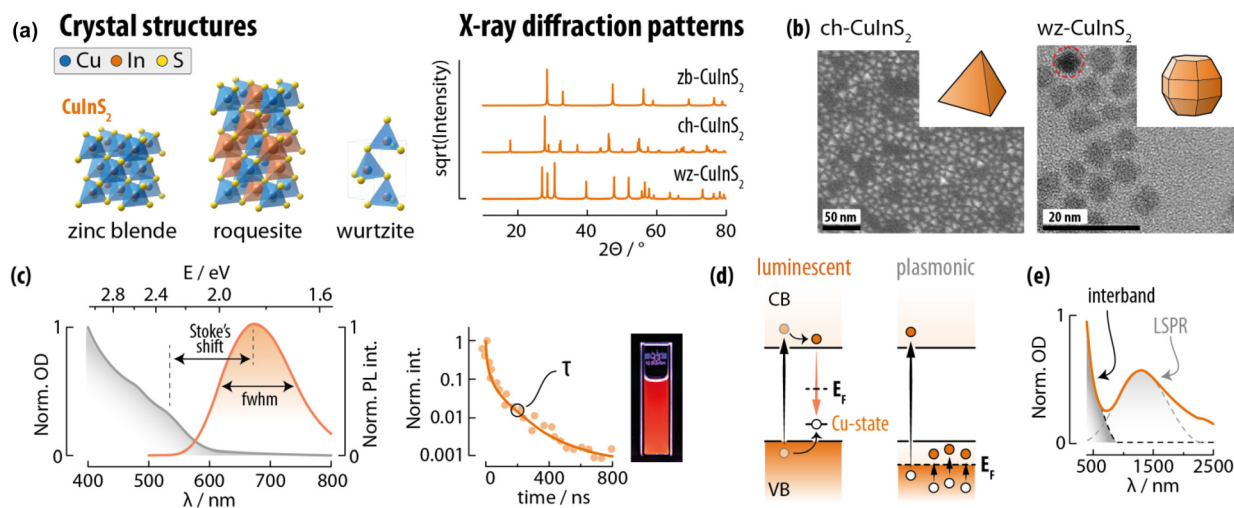 (a) Crystal structures
Cu In S
CuInS2
zinc blende
roquesite
wurtzite
X-ray diffraction patterns
sqrt(Intensity)
zb-CuInS2
ch-CuInS2
wz-CuInS2
20 40 60 80
2Θ / °
(b) ch-CuInS2
50 nm
wz-CuInS2
20 nm
(c)
E / eV
2.8 2.4 2.0 1.6
Norm. OD
1
0
Stoke's
shift
fwhm
1
0
Norm. PL int.
400 500 600 700 800
λ / nm
Norm. int.
1
0.1
0.01
0.001
τ
0 200 400 600 800
time / ns
(d) luminescent
CB
EF
Cu-state
VB
plasmonic
EF
(e)
interband
LSPR
Norm. OD
1
0
500 1500 2500
λ / nm